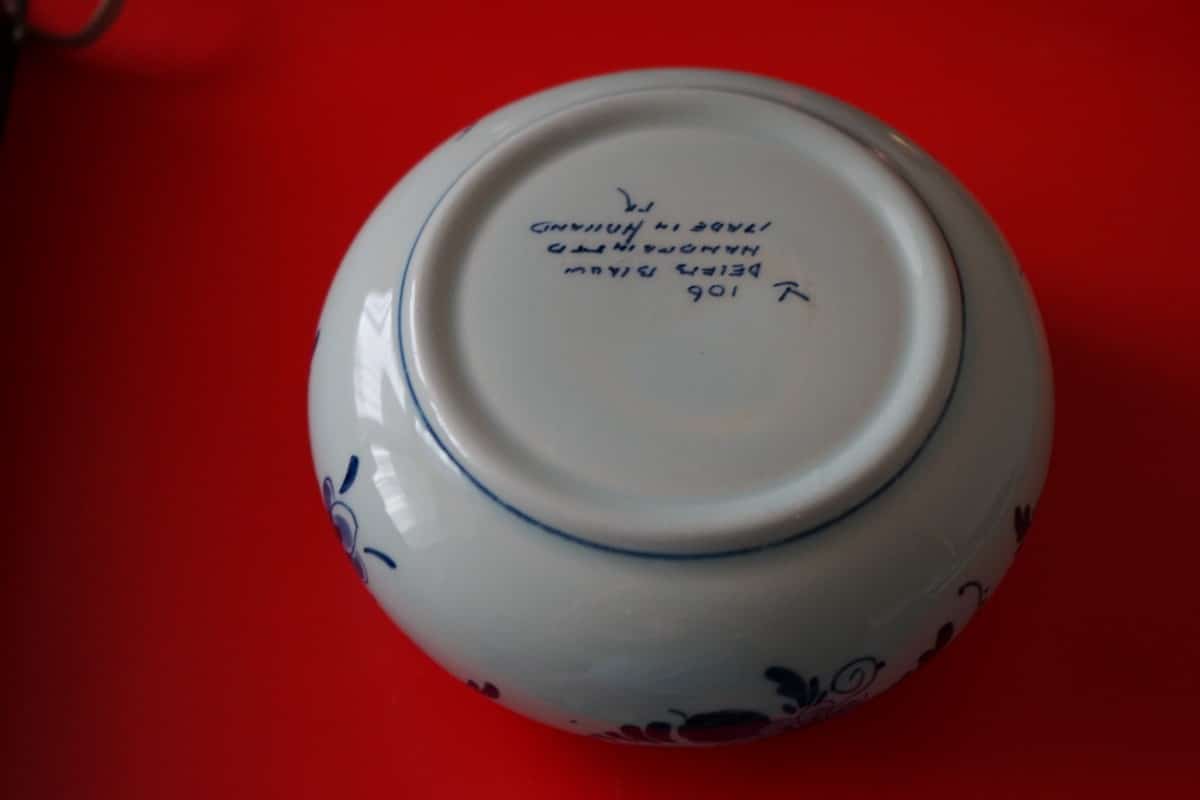 106
DELFTS BLAUW
HANDPAINTED
MADE IN HOLLAND